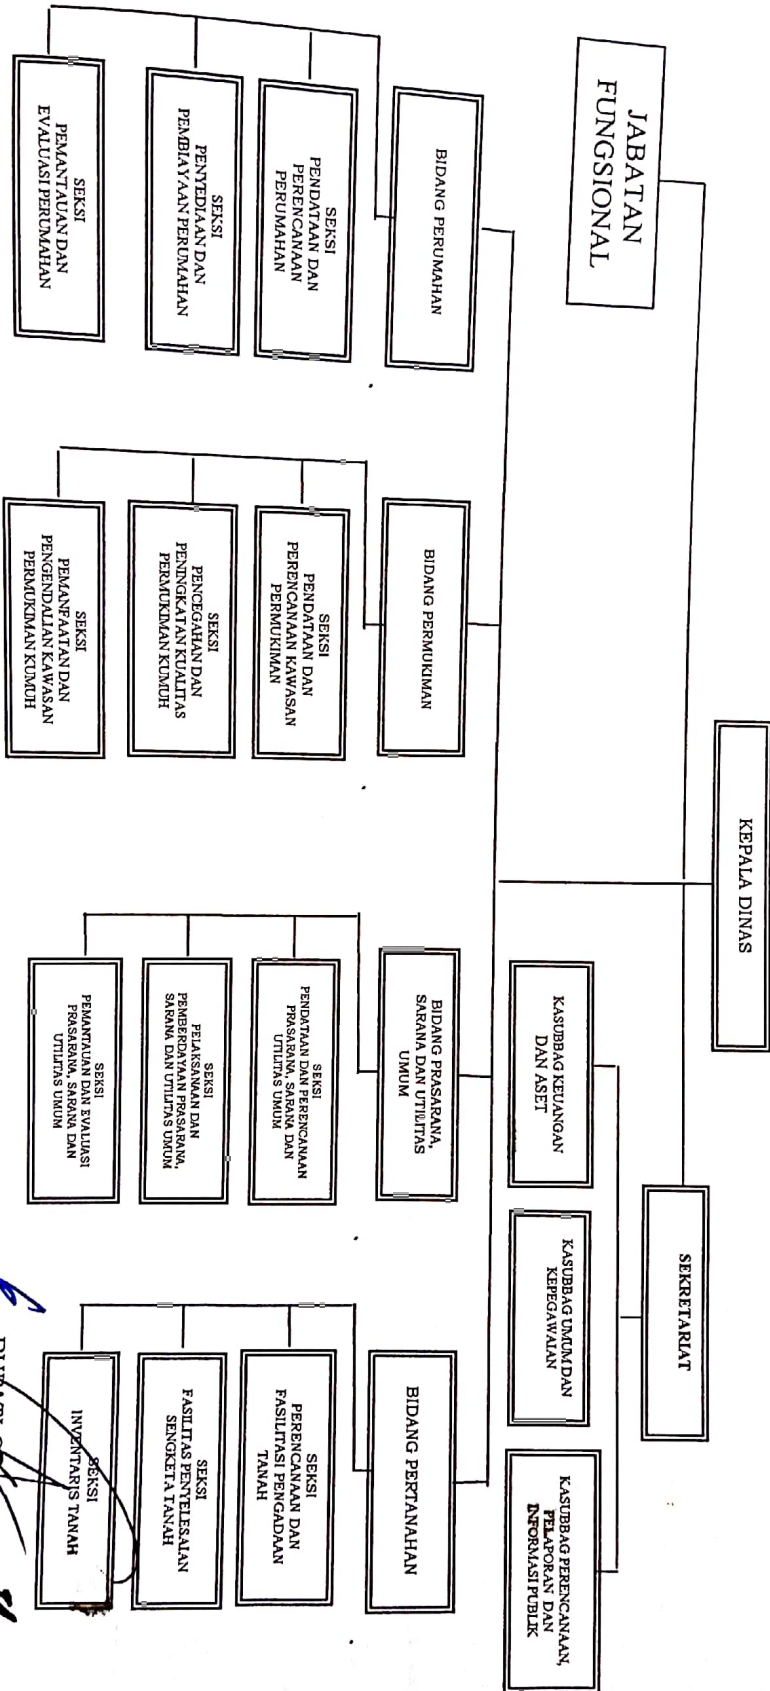 KEPALA DINAS
JABATAN
FUNGSIONAL
SEKRETARIAT
KASUBBAG KEUANGAN
DAN ASET
KASUBBAG UMUM DAN
KEPEGAWAIAN
KASUBBAG PERENCANAAN,
PELAPORAN DAN
INFORMASI PUBLIK
BIDANG PERUMAHAN
SEKSI
PENDATAAN DAN
PERENCANAAN
PERUMAHAN
SEKSI
PENYEDIAAN DAN
PEMBIAYAAN PERUMAHAN
SEKSI
PEMANTAUAN DAN
EVALUASI PERUMAHAN
BIDANG PERMUKIMAN
SEKSI
PENDATAAN DAN
PERENCANAAN KAWASAN
PERMUKIMAN
SEKSI
PENCEGAHAN DAN
PENINGKATAN KUALITAS
PERMUKIMAN KUMUH
SEKSI
PEMANFAATAN DAN
PENGENDALIAN KAWASAN
PERMUKIMAN KUMUH
BIDANG PRASARANA,
SARANA DAN UTILITAS
UMUM
SEKSI
PENDATAAN DAN PERENCANAAN
PRASARANA, SARANA DAN
UTILITAS UMUM
SEKSI
PELAKSANAAN DAN
PEMBERDAYAAN PRASARANA,
SARANA DAN UTILITAS UMUM
SEKSI
PEMANTAUAN DAN EVALUASI
PRASARANA, SARANA DAN
UTILITAS UMUM
BIDANG PERTANAHAN
SEKSI
PERENCANAAN DAN
FASILITASI PENGADAAN
TANAH
SEKSI
FASILITAS PENYELESAIAN
SENGKETA TANAH
SEKSI
INVENTARIS TANAH